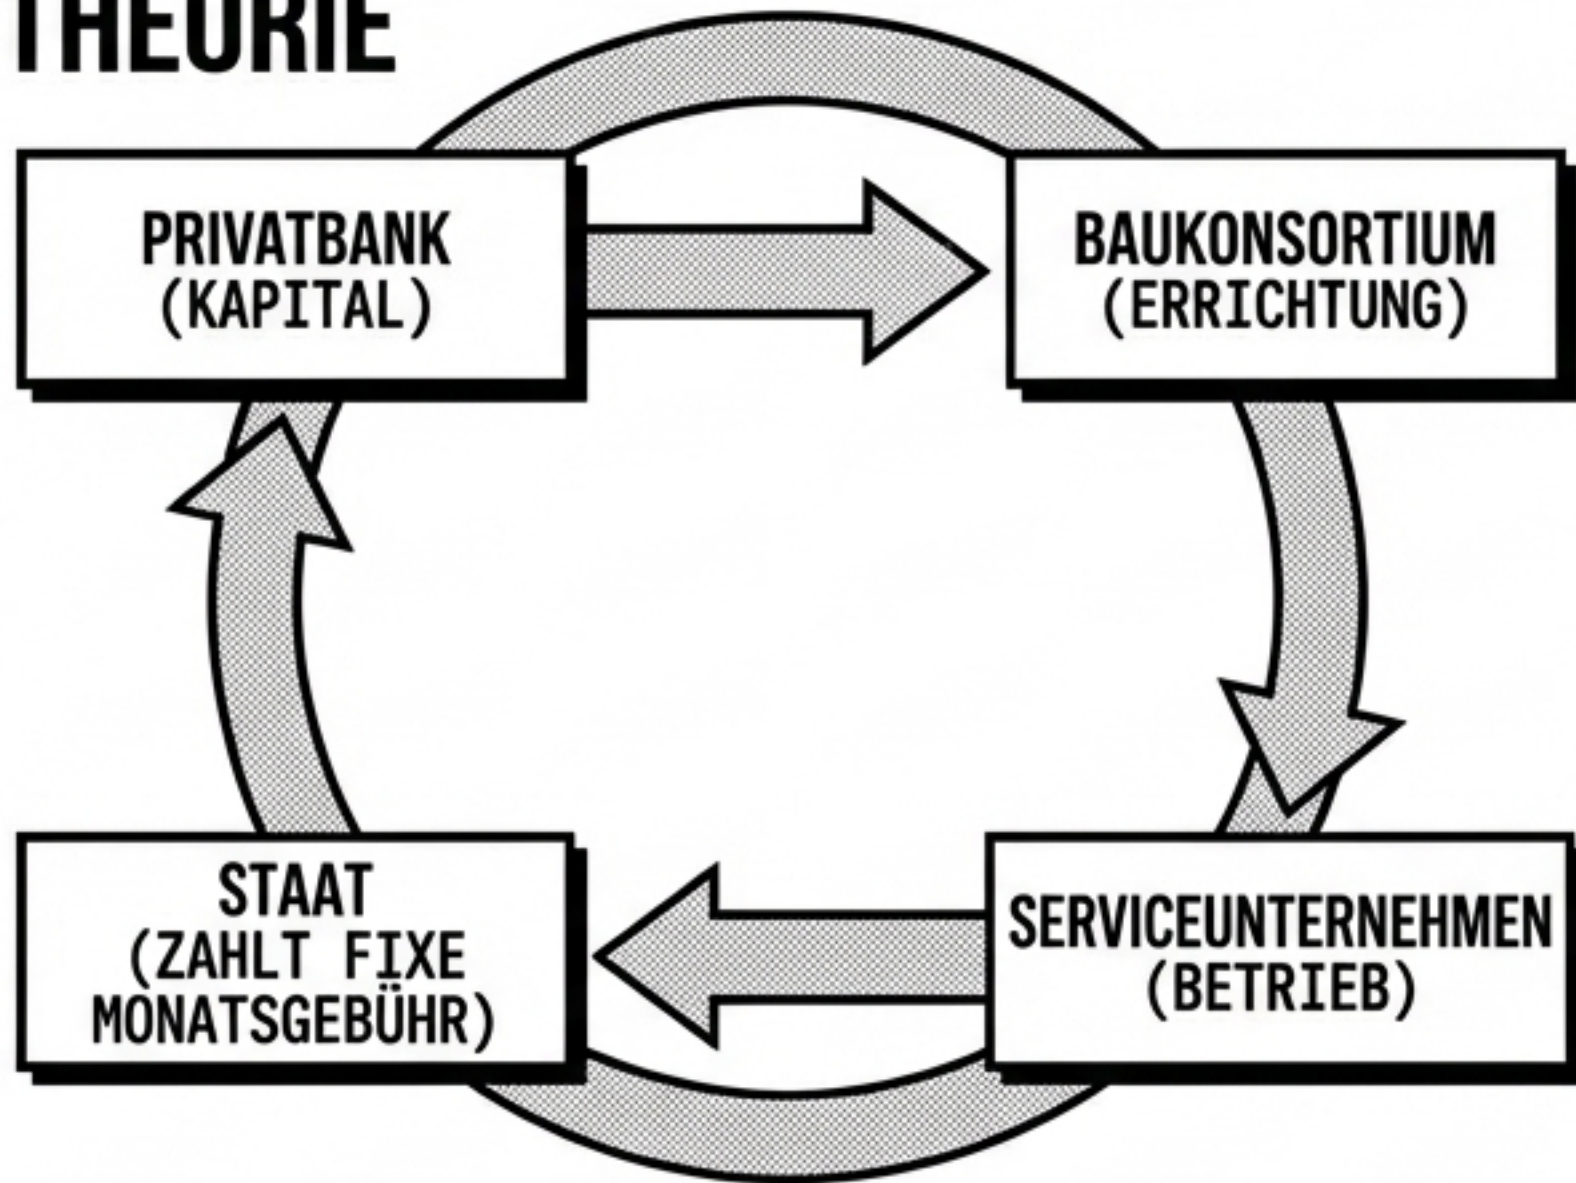 THEORIE
PRIVATBANK
(KAPITAL)
BAUKONSORTIUM
(ERRICHTUNG)
STAAT
(ZAHLT FIXE
MONATSGEBÜHR)
SERVICEUNTERNEHMEN
(BETRIEB)